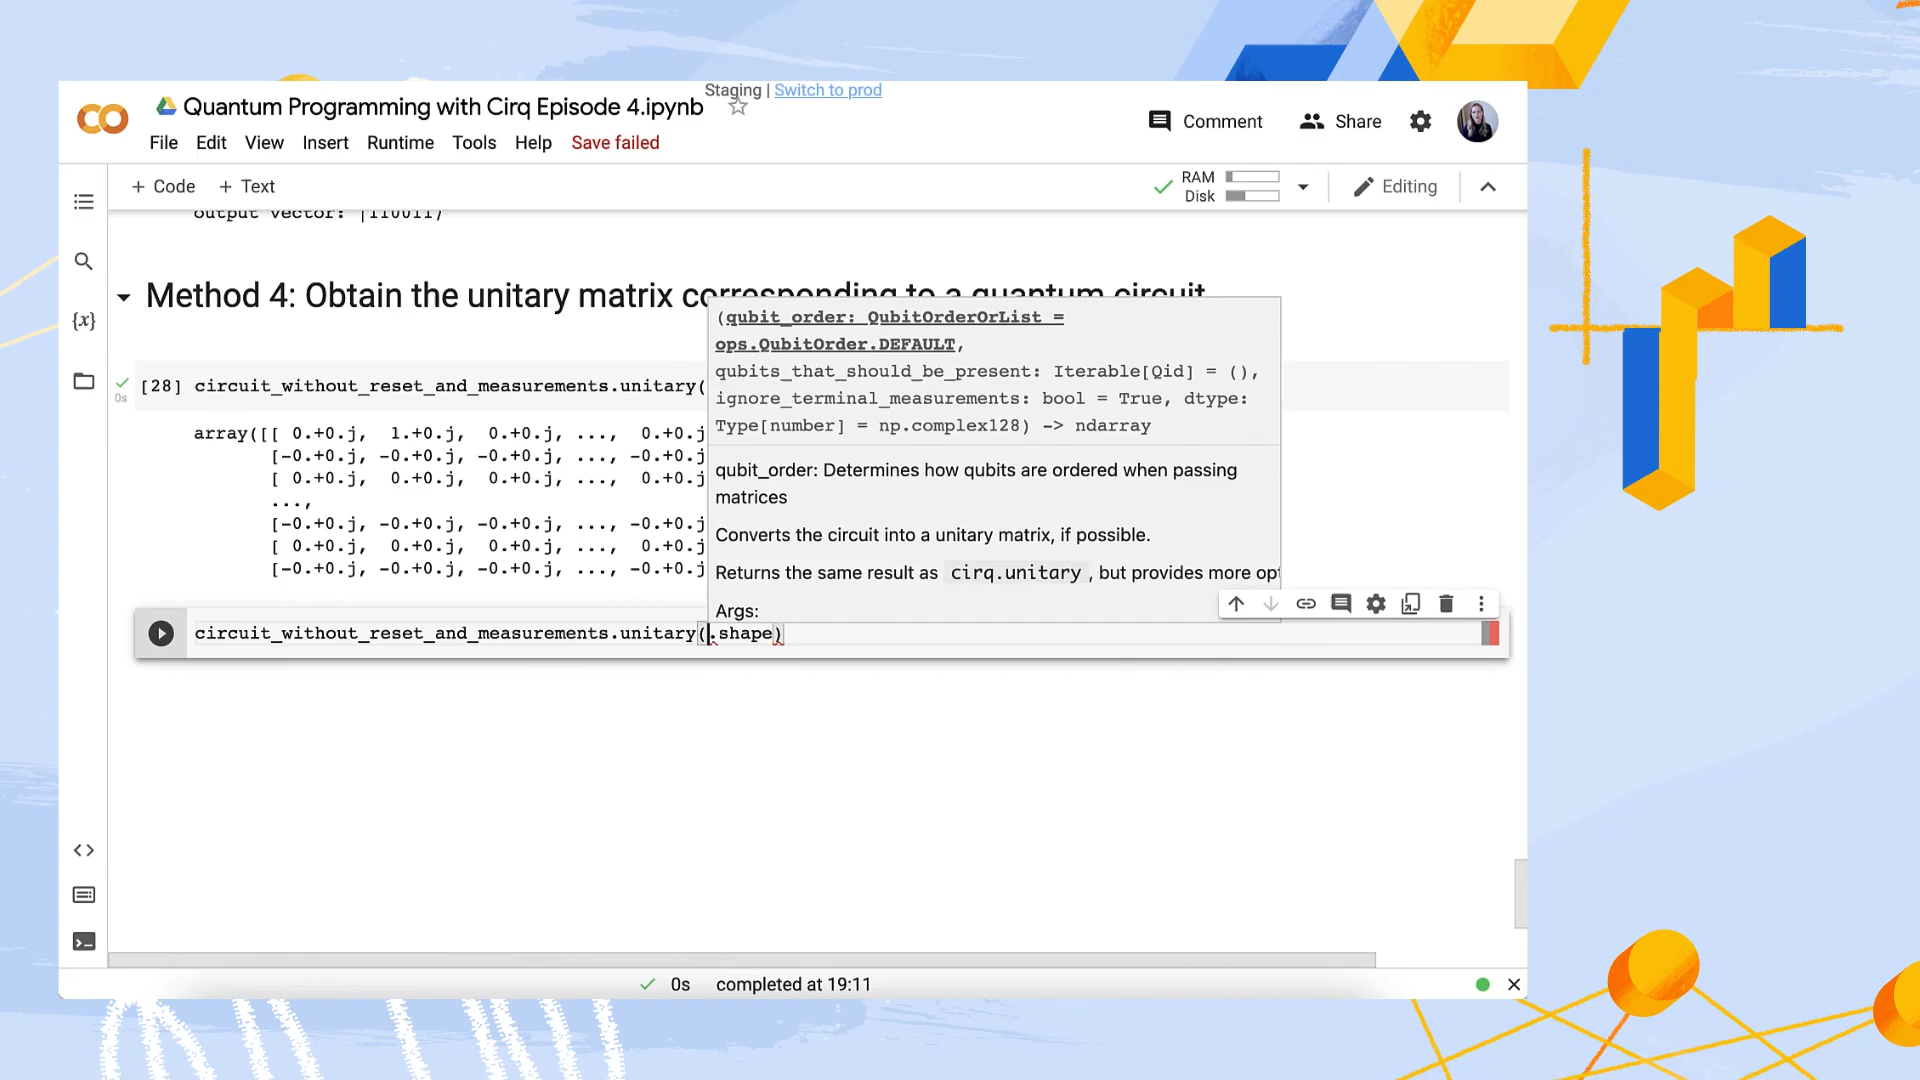 Staging | Switch to prod
Quantum Programming with Cirq Episode 4.ipynb
Comment
Share
File Edit View Insert Runtime Tools Help Save failed
+ Code + Text
RAM
Disk
Editing
output vector: |110011⟩
Method 4: Obtain the unitary matrix corresponding to a quantum circuit
{x}
(qubit_order: QubitOrderOrList =
ops.QubitOrder.DEFAULT,
qubits_that_should_be_present: Iterable[Qid] = (),
ignore_terminal_measurements: bool = True, dtype:
Type[number] = np.complex128) -> ndarray
[28] circuit_without_reset_and_measurements.unitary(
0s
array([[ 0.+0.j, 1.+0.j, 0.+0.j, ..., 0.+0.j
[-0.+0.j, -0.+0.j, -0.+0.j, ..., -0.+0.j
[ 0.+0.j, 0.+0.j, 0.+0.j, ..., 0.+0.j
...,
[-0.+0.j, -0.+0.j, -0.+0.j, ..., -0.+0.j
[ 0.+0.j, 0.+0.j, 0.+0.j, ..., 0.+0.j
[-0.+0.j, -0.+0.j, -0.+0.j, ..., -0.+0.j
qubit_order: Determines how qubits are ordered when passing
matrices
Converts the circuit into a unitary matrix, if possible.
Returns the same result as cirq.unitary, but provides more opt
Args:
circuit_without_reset_and_measurements.unitary(.shape)
0s completed at 19:11